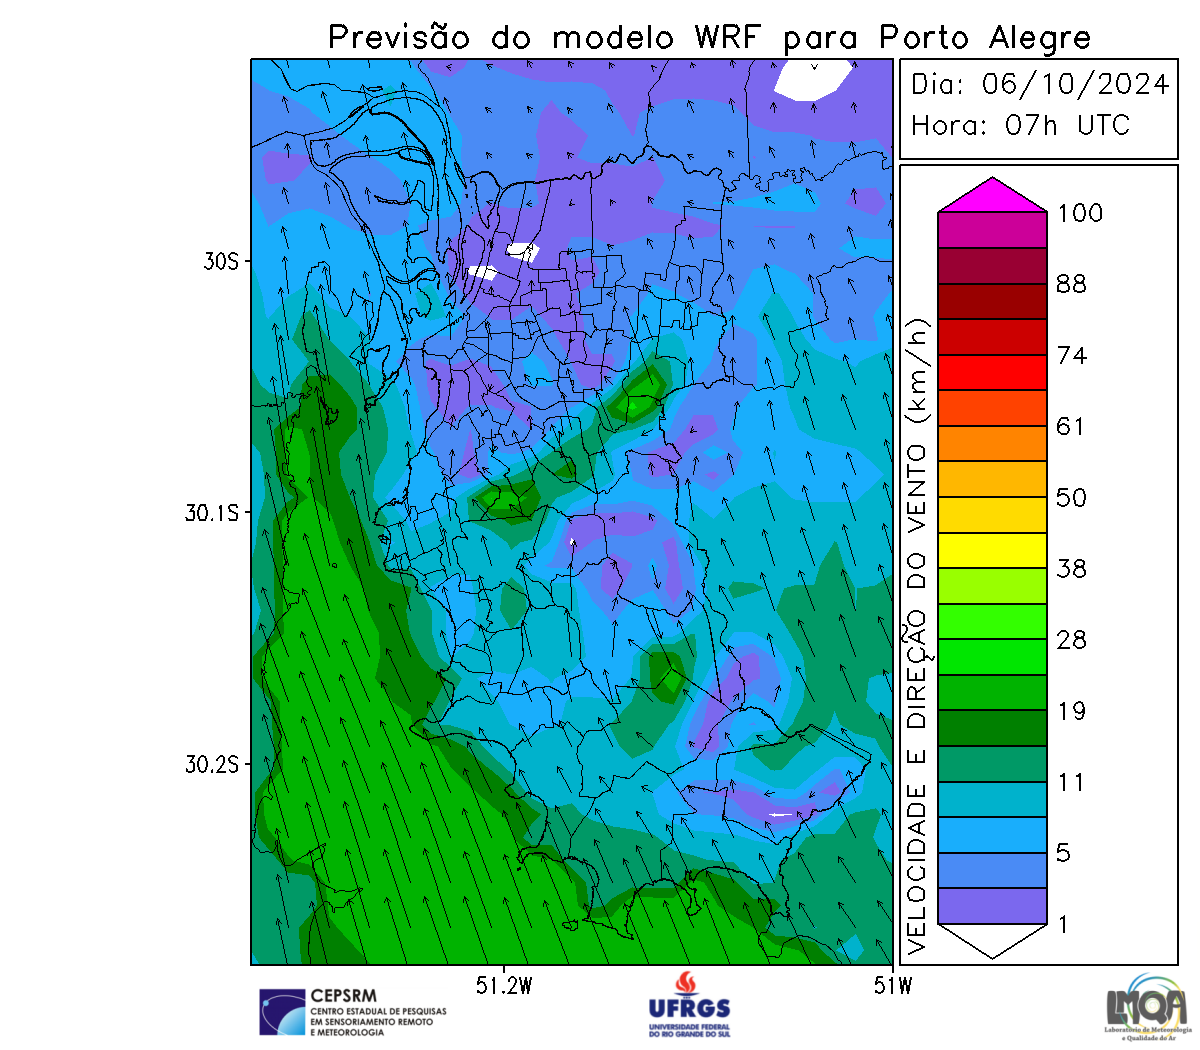 Previsão do modelo WRF para Porto Alegre
Dia: 06/10/2024
Hora: 07h UTC
30S
30.1S
30.2S
51.2W
51W
VELOCIDADE E DIREÇÃO DO VENTO (km/h)
100
88
74
61
50
38
28
19
11
5
1
CEPSRM
CENTRO ESTADUAL DE PESQUISAS
EM SENSORIAMENTO REMOTO
E METEOROLOGIA
UFRGS
UNIVERSIDADE FEDERAL
DO RIO GRANDE DO SUL
LMQA
Laboratório de Meteorologia
e Qualidade do Ar